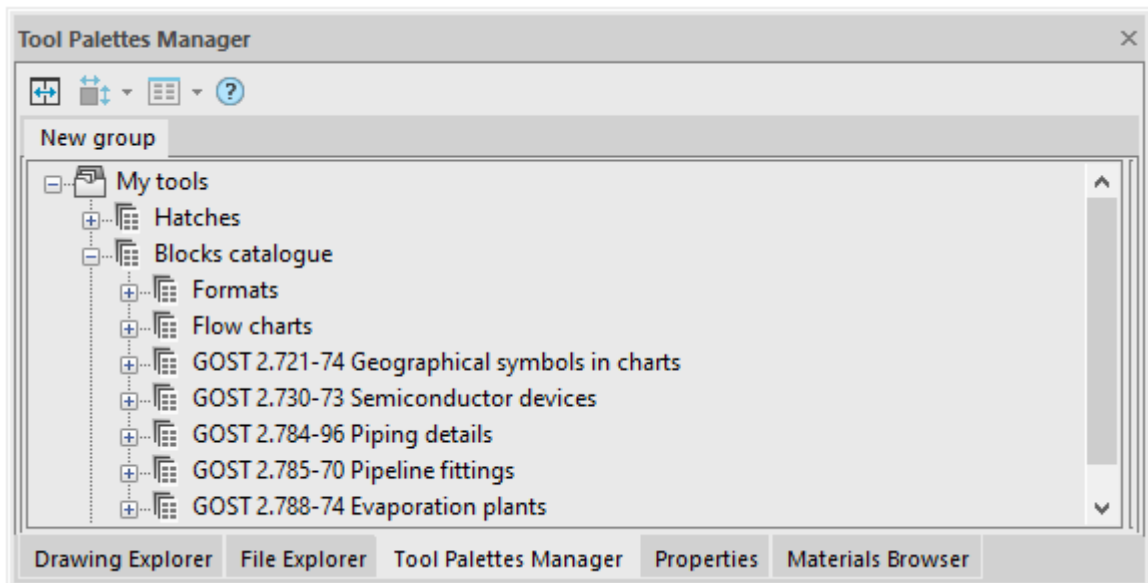 Tool Palettes Manager
New group
My tools
Hatches
Blocks catalogue
Formats
Flow charts
GOST 2.721-74 Geographical symbols in charts
GOST 2.730-73 Semiconductor devices
GOST 2.784-96 Piping details
GOST 2.785-70 Pipeline fittings
GOST 2.788-74 Evaporation plants
Drawing Explorer File Explorer Tool Palettes Manager Properties Materials Browser